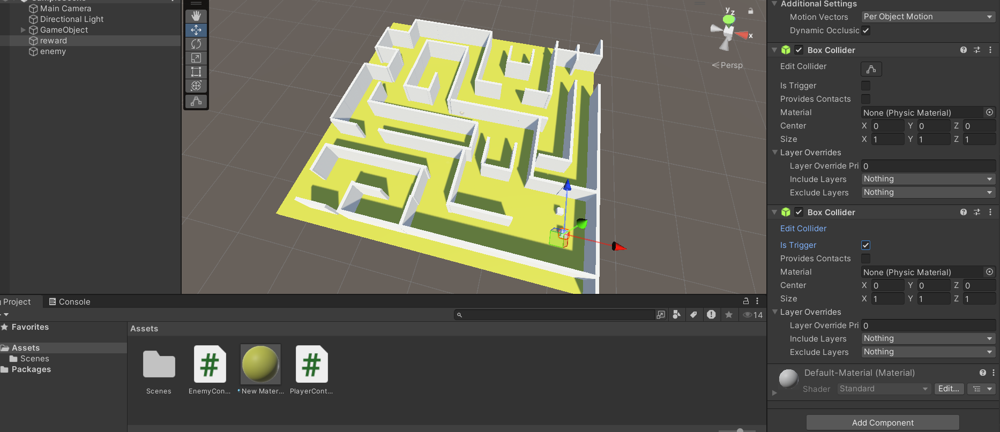 Main Camera
Directional Light
GameObject
reward
enemy
y
z
x
Persp
Additional Settings
Motion Vectors
Per Object Motion
Dynamic Occlusic
Box Collider
Edit Collider
Is Trigger
Provides Contacts
Material
None (Physic Material)
Center
X 0 Y 0 Z 0
Size
X 1 Y 1 Z 1
Layer Overrides
Layer Override Pri 0
Include Layers Nothing
Exclude Layers Nothing
Box Collider
Edit Collider
Is Trigger
Provides Contacts
Material
None (Physic Material)
Center
X 0 Y 0 Z 0
Size
X 1 Y 1 Z 1
Layer Overrides
Layer Override Pri 0
Include Layers Nothing
Exclude Layers Nothing
Default-Material (Material)
Shader Standard Edit...
Add Component
Project
Console
14
Favorites
Assets
Scenes
Packages
Assets
Scenes
EnemyCon...
New Mater...
PlayerCont...